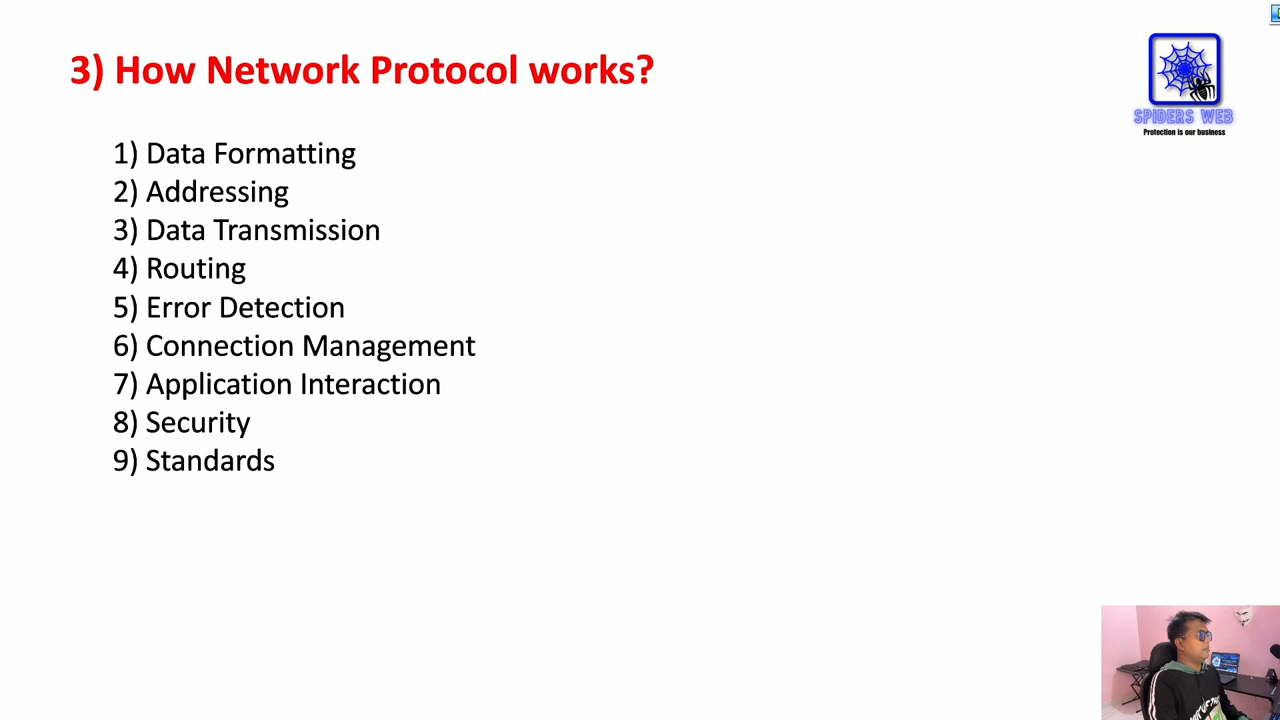 3) How Network Protocol works?
SPIDERS WEB
Protection is our business
1) Data Formatting
2) Addressing
3) Data Transmission
4) Routing
5) Error Detection
6) Connection Management
7) Application Interaction
8) Security
9) Standards